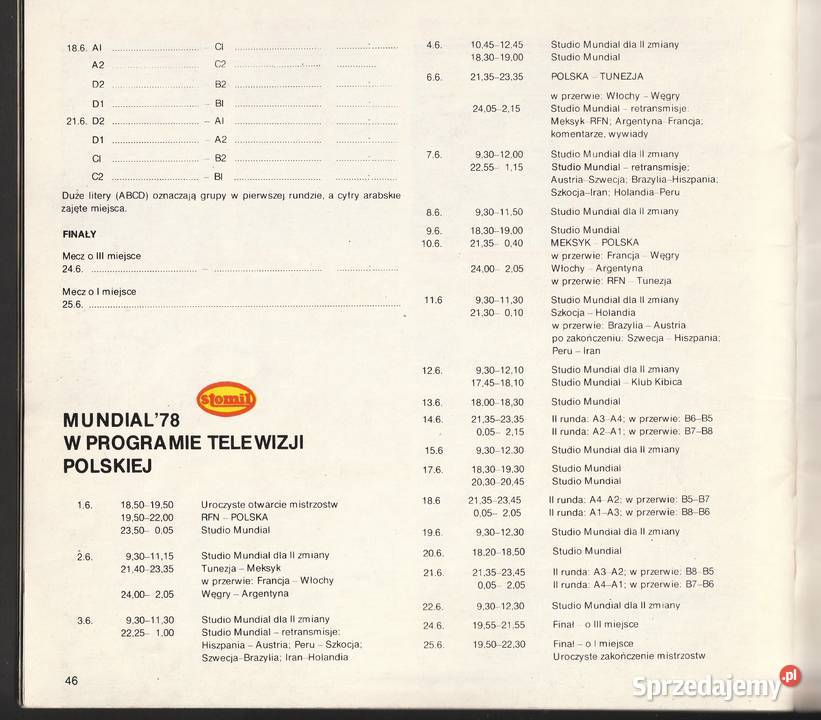 18.6. A1 ........ – C1 ........
A2 ........ – C2 ........
D2 ........ – B2 ........
D1 ........ – B1 ........
21.6. D2 ........ – A1 ........
D1 ........ – A2 ........
C1 ........ – B2 ........
C2 ........ – B1 ........
Duże litery (ABCD) oznaczają grupy w pierwszej rundzie, a cyfry arabskie
zajęte miejsca.
FINAŁY
Mecz o III miejsce
24.6. ........ – ........
Mecz o I miejsce
25.6. ........
stomil
MUNDIAL'78
W PROGRAMIE TELEWIZJI
POLSKIEJ
1.6. 18,50–19,50 Uroczyste otwarcie mistrzostw
19,50–22,00 RFN – POLSKA
23,50– 0,05 Studio Mundial
2.6. 9,30–11,15 Studio Mundial dla II zmiany
21,40–23,35 Tunezja – Meksyk
w przerwie: Francja – Włochy
24,00– 2,05 Węgry – Argentyna
3.6. 9,30–11,30 Studio Mundial dla II zmiany
22,25– 1,00 Studio Mundial – retransmisje:
Hiszpania – Austria; Peru – Szkocja;
Szwecja–Brazylia; Iran–Holandia
46
4.6. 10,45–12,45 Studio Mundial dla II zmiany
18,30–19,00 Studio Mundial
6.6. 21,35–23,35 POLSKA – TUNEZJA
w przerwie: Włochy – Węgry
24,05–2,15 Studio Mundial – retransmisje:
Meksyk–RFN; Argentyna–Francja;
komentarze, wywiady
7.6. 9,30–12,00 Studio Mundial dla II zmiany
22,55– 1,15 Studio Mundial – retransmisje;
Austria–Szwecja; Brazylia–Hiszpania;
Szkocja–Iran; Holandia–Peru
8.6. 9,30–11,50 Studio Mundial dla II zmiany
9.6. 18,30–19,00 Studio Mundial
10.6. 21,35– 0,40 MEKSYK – POLSKA
w przerwie: Francja – Węgry
24,00– 2,05 Włochy – Argentyna
w przerwie: RFN – Tunezja
11.6 9,30–11,30 Studio Mundial dla II zmiany
21,30– 0,10 Szkocja – Holandia
w przerwie: Brazylia – Austria
po zakończeniu: Szwecja – Hiszpania;
Peru – Iran
12.6. 9,30–12,10 Studio Mundial dla II zmiany
17,45–18,10 Studio Mundial – Klub Kibica
13.6. 18,00–18,30 Studio Mundial
14.6. 21,35–23,35 II runda: A3–A4; w przerwie: B6–B5
0,05– 2,15 II runda: A2–A1; w przerwie: B7–B8
15.6 9,30–12,30 Studio Mundial dla II zmiany
17.6. 18,30–19,30 Studio Mundial
20,30–20,45 Studio Mundial
18.6 21,35–23,45 II runda: A4–A2; w przerwie: B5–B7
0,05– 2,05 II runda: A1–A3; w przerwie: B8–B6
19.6. 9,30–12,30 Studio Mundial dla II zmiany
20.6. 18,20–18,50 Studio Mundial
21.6. 21,35–23,45 II runda: A3–A2; w przerwie: B8–B5
0,05– 2,05 II runda: A4–A1; w przerwie: B7–B6
22.6. 9,30–12,30 Studio Mundial dla II zmiany
24.6. 19,55–21,55 Finał – o III miejsce
25.6. 19,50–22,30 Finał – o I miejsce
Uroczyste zakończenie mistrzostw
Sprzedajemy.pl